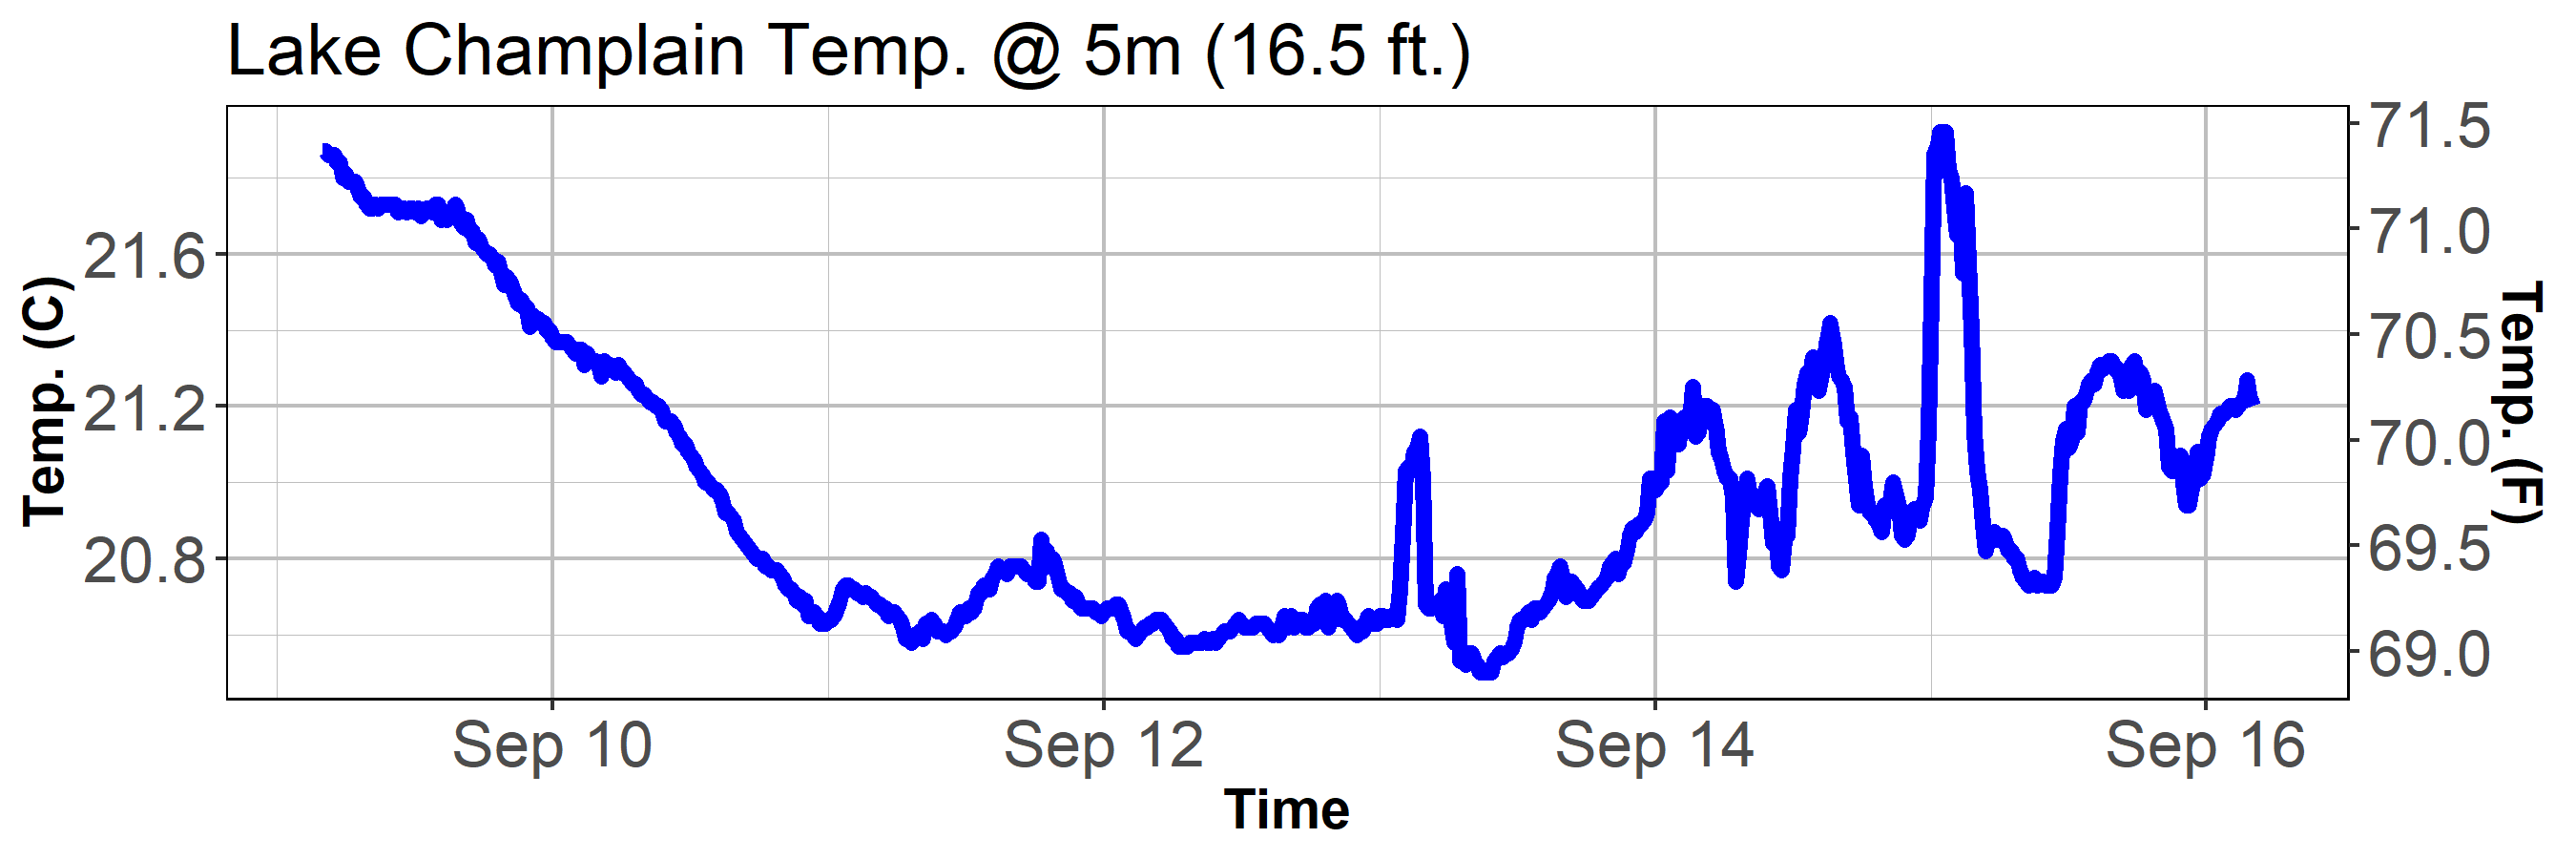 Lake Champlain Temp. @ 5m (16.5 ft.)
Temp. (C)
21.6
21.2
20.8
71.5
71.0
70.5
70.0
69.5
69.0
Temp. (F)
Sep 10 Sep 12 Sep 14 Sep 16
Time